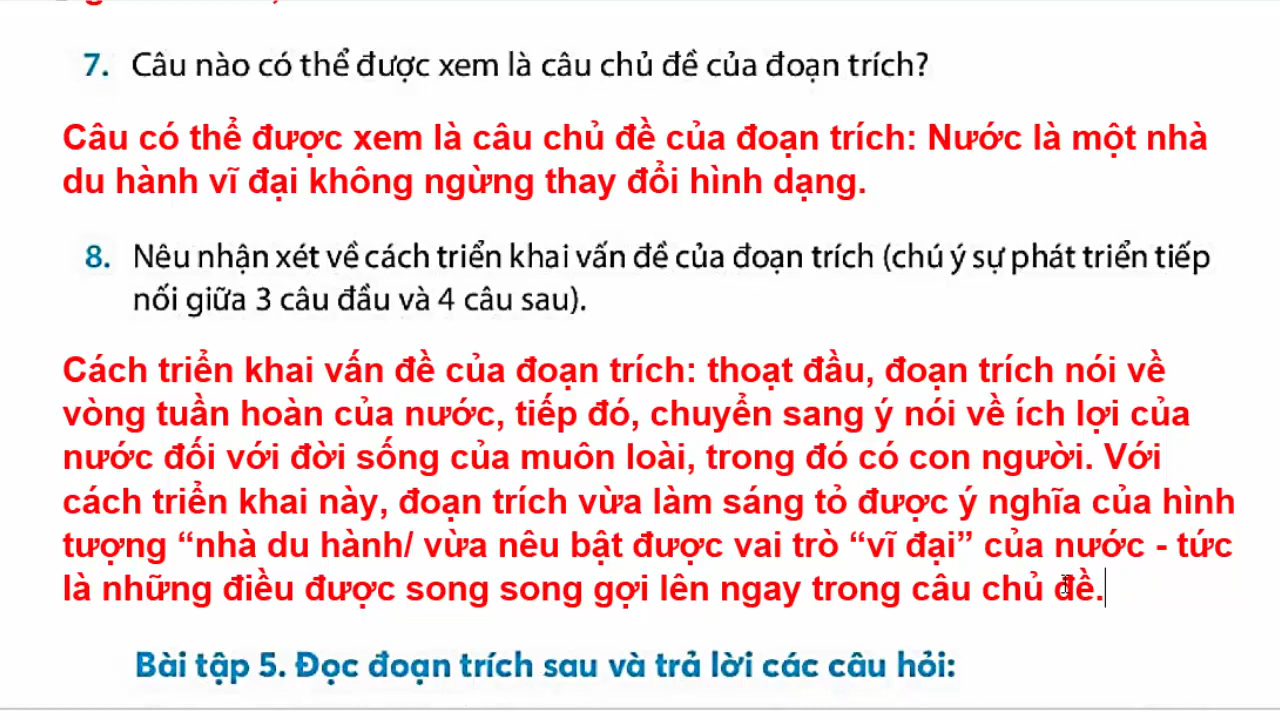 7. Câu nào có thể được xem là câu chủ đề của đoạn trích?
Câu có thể được xem là câu chủ đề của đoạn trích: Nước là một nhà
du hành vĩ đại không ngừng thay đổi hình dạng.
8. Nêu nhận xét về cách triển khai vấn đề của đoạn trích (chú ý sự phát triển tiếp
nối giữa 3 câu đầu và 4 câu sau).
Cách triển khai vấn đề của đoạn trích: thoạt đầu, đoạn trích nói về
vòng tuần hoàn của nước, tiếp đó, chuyển sang ý nói về ích lợi của
nước đối với đời sống của muôn loài, trong đó có con người. Với
cách triển khai này, đoạn trích vừa làm sáng tỏ được ý nghĩa của hình
tượng “nhà du hành/ vừa nêu bật được vai trò “vĩ đại” của nước - tức
là những điều được song song gợi lên ngay trong câu chủ đề.
Bài tập 5. Đọc đoạn trích sau và trả lời các câu hỏi: